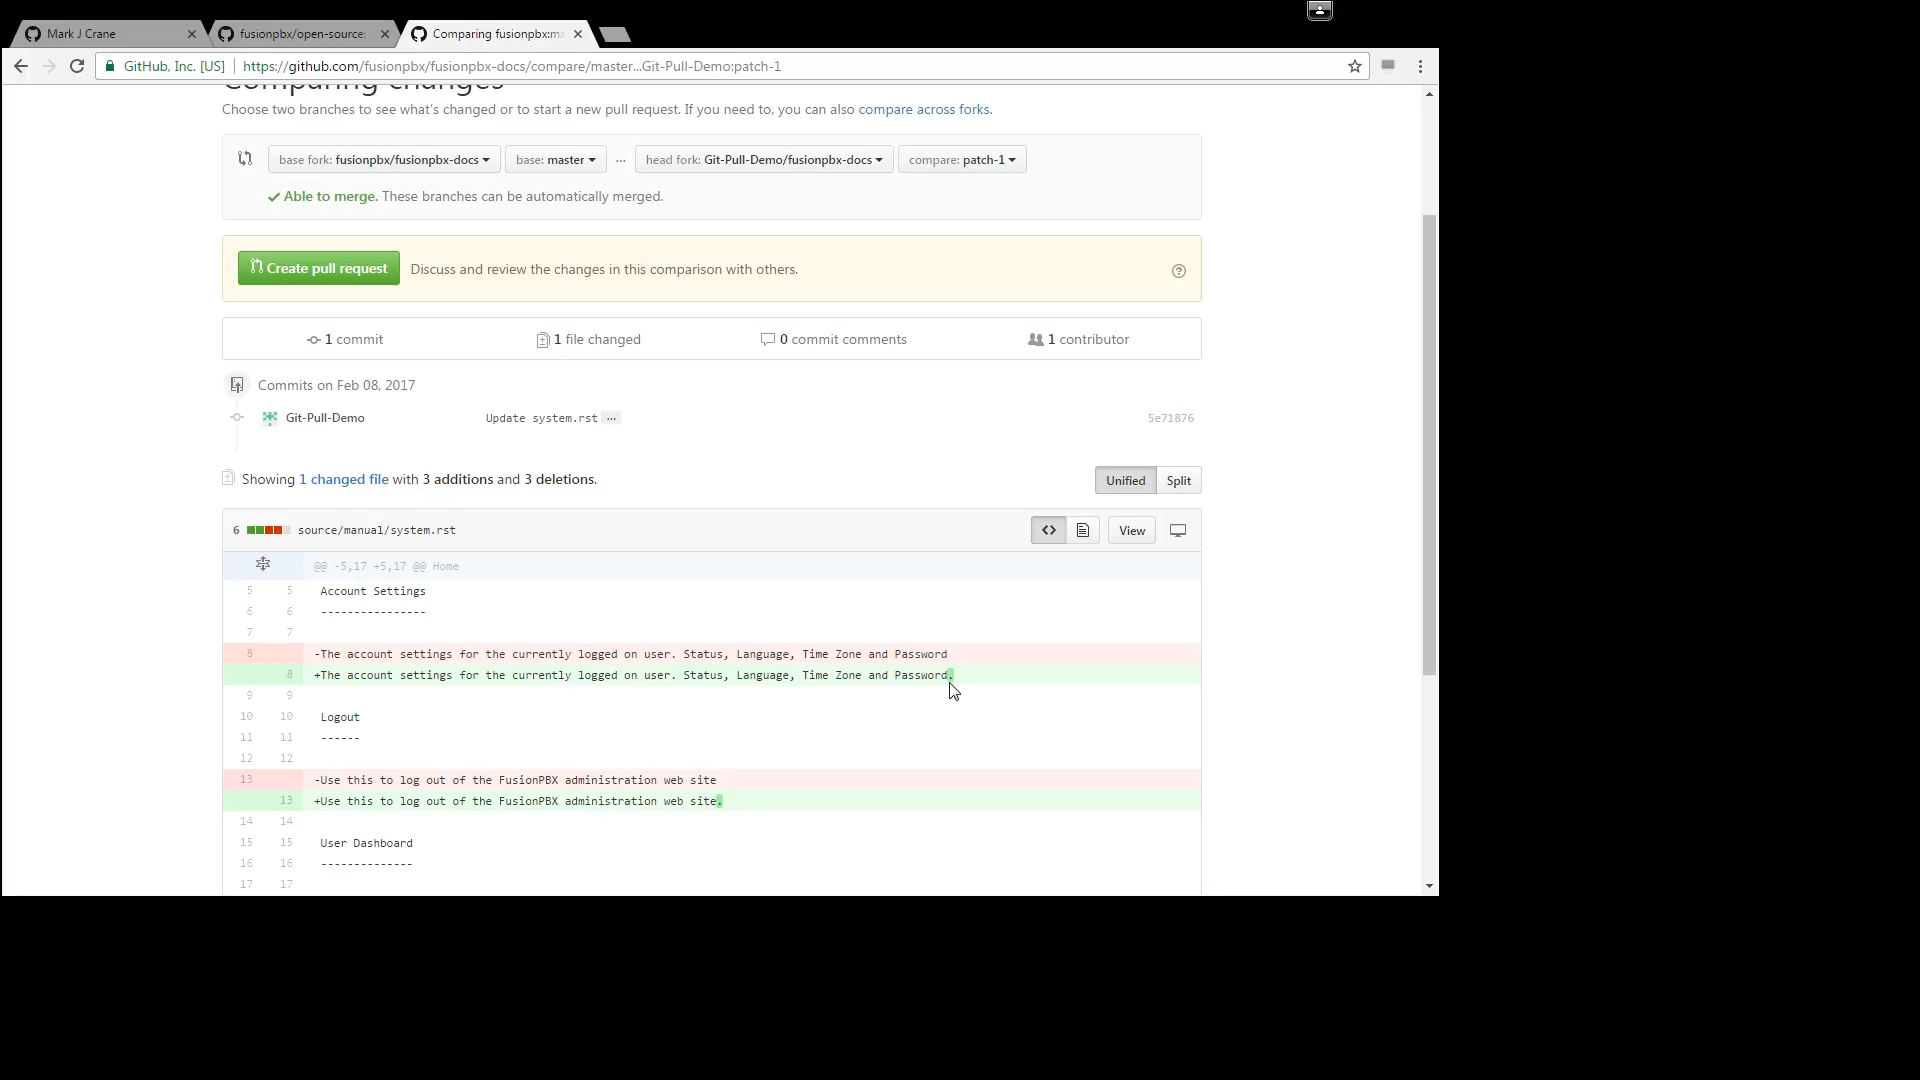 Mark J Crane
fusionpbx/open-source:
Comparing fusionpbx:ma
GitHub, Inc. [US] https://github.com/fusionpbx/fusionpbx-docs/compare/master...Git-Pull-Demo:patch-1
Comparing changes
Choose two branches to see what's changed or to start a new pull request. If you need to, you can also compare across forks.
base fork: fusionpbx/fusionpbx-docs base: master ... head fork: Git-Pull-Demo/fusionpbx-docs compare: patch-1
Able to merge. These branches can be automatically merged.
Create pull request Discuss and review the changes in this comparison with others.
1 commit 1 file changed 0 commit comments 1 contributor
Commits on Feb 08, 2017
Git-Pull-Demo Update system.rst … 5e71876
Showing 1 changed file with 3 additions and 3 deletions. Unified Split
6 source/manual/system.rst <> View
@@ -5,17 +5,17 @@ Home
5 5 Account Settings
6 6 ----------------
7 7
8 -The account settings for the currently logged on user. Status, Language, Time Zone and Password
8 +The account settings for the currently logged on user. Status, Language, Time Zone and Password.
9 9
10 10 Logout
11 11 ------
12 12
13 -Use this to log out of the FusionPBX administration web site
13 +Use this to log out of the FusionPBX administration web site.
14 14
15 15 User Dashboard
16 16 --------------
17 17